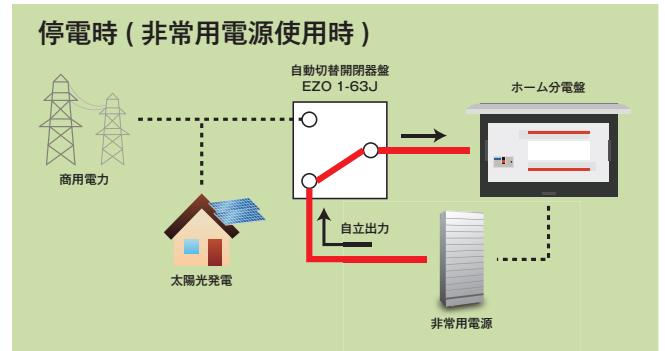 停電時 ( 非常用電源使用時 )
自動切替開閉器盤
EZO 1-63J
ホーム分電盤
商用電力
自立出力
太陽光発電
非常用電源